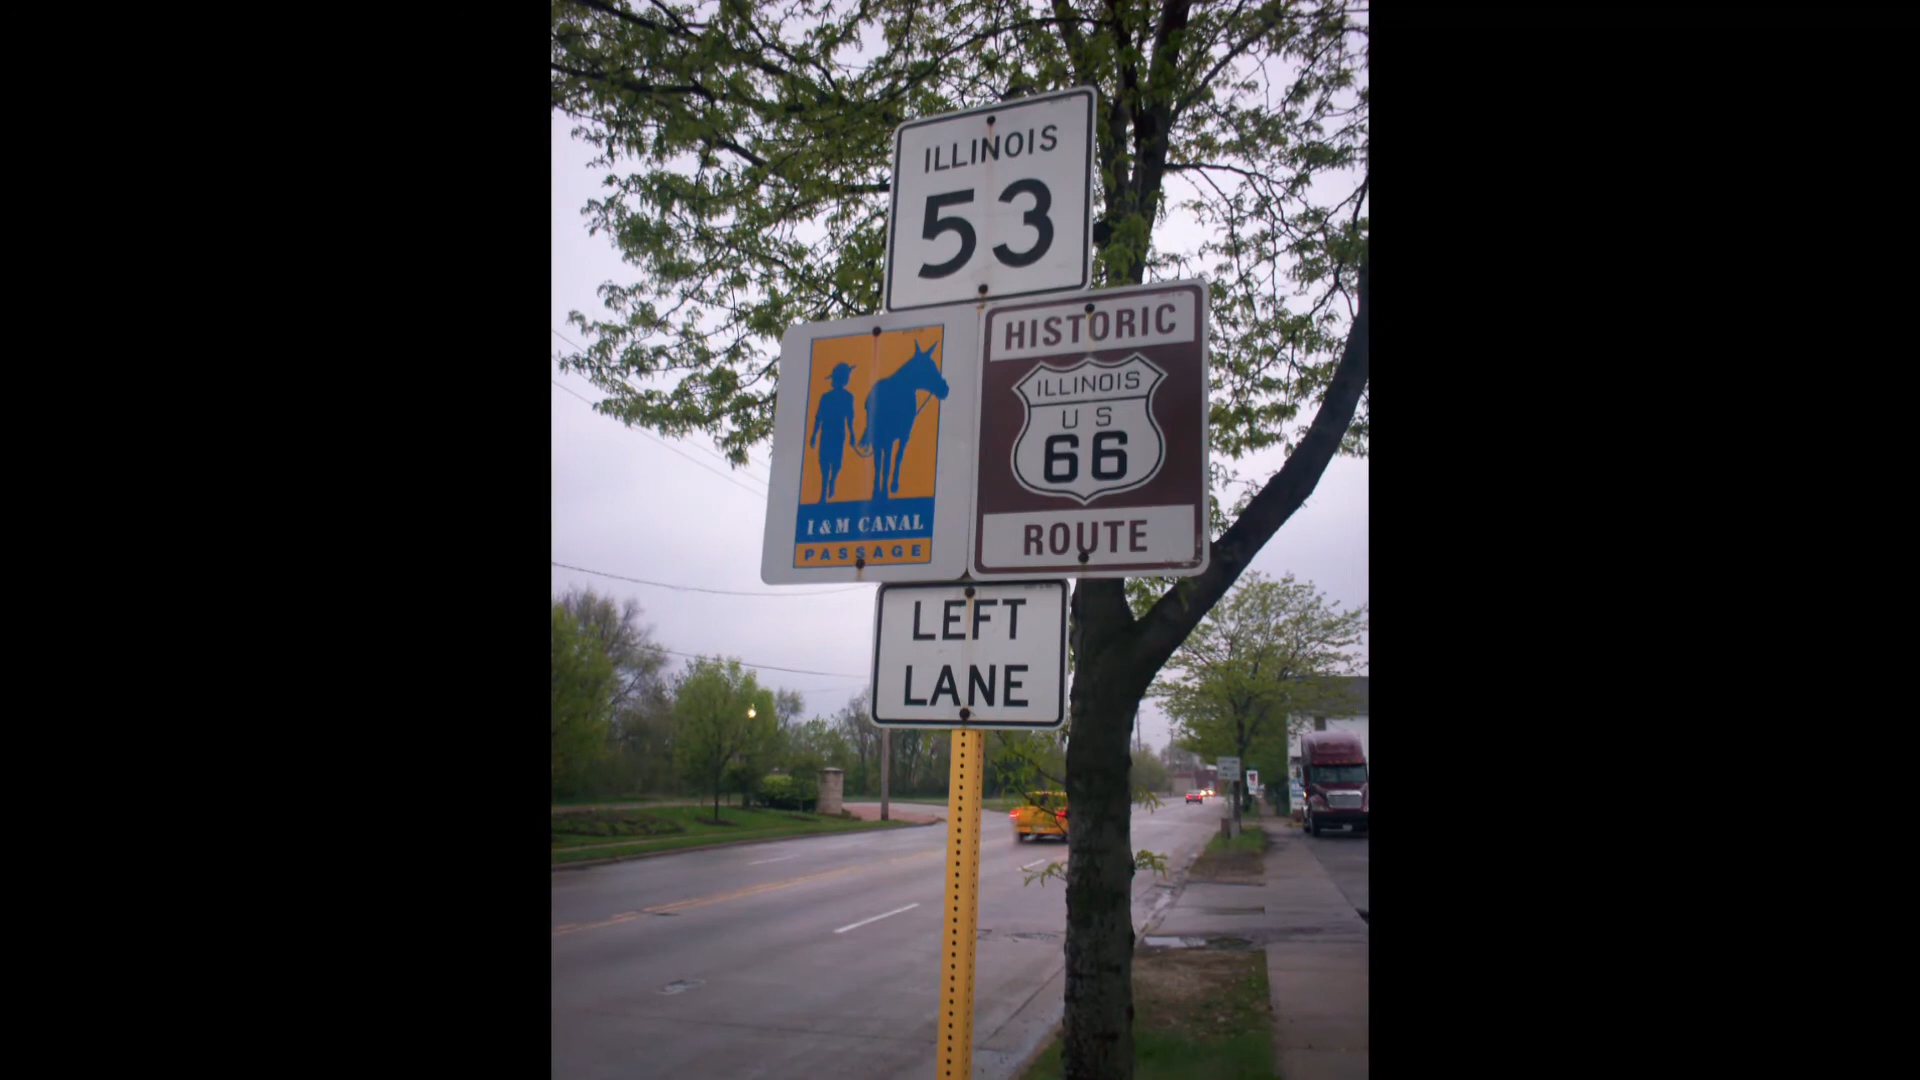 ILLINOIS
53
HISTORIC
ILLINOIS
US
66
ROUTE
I & M CANAL
PASSAGE
LEFT
LANE